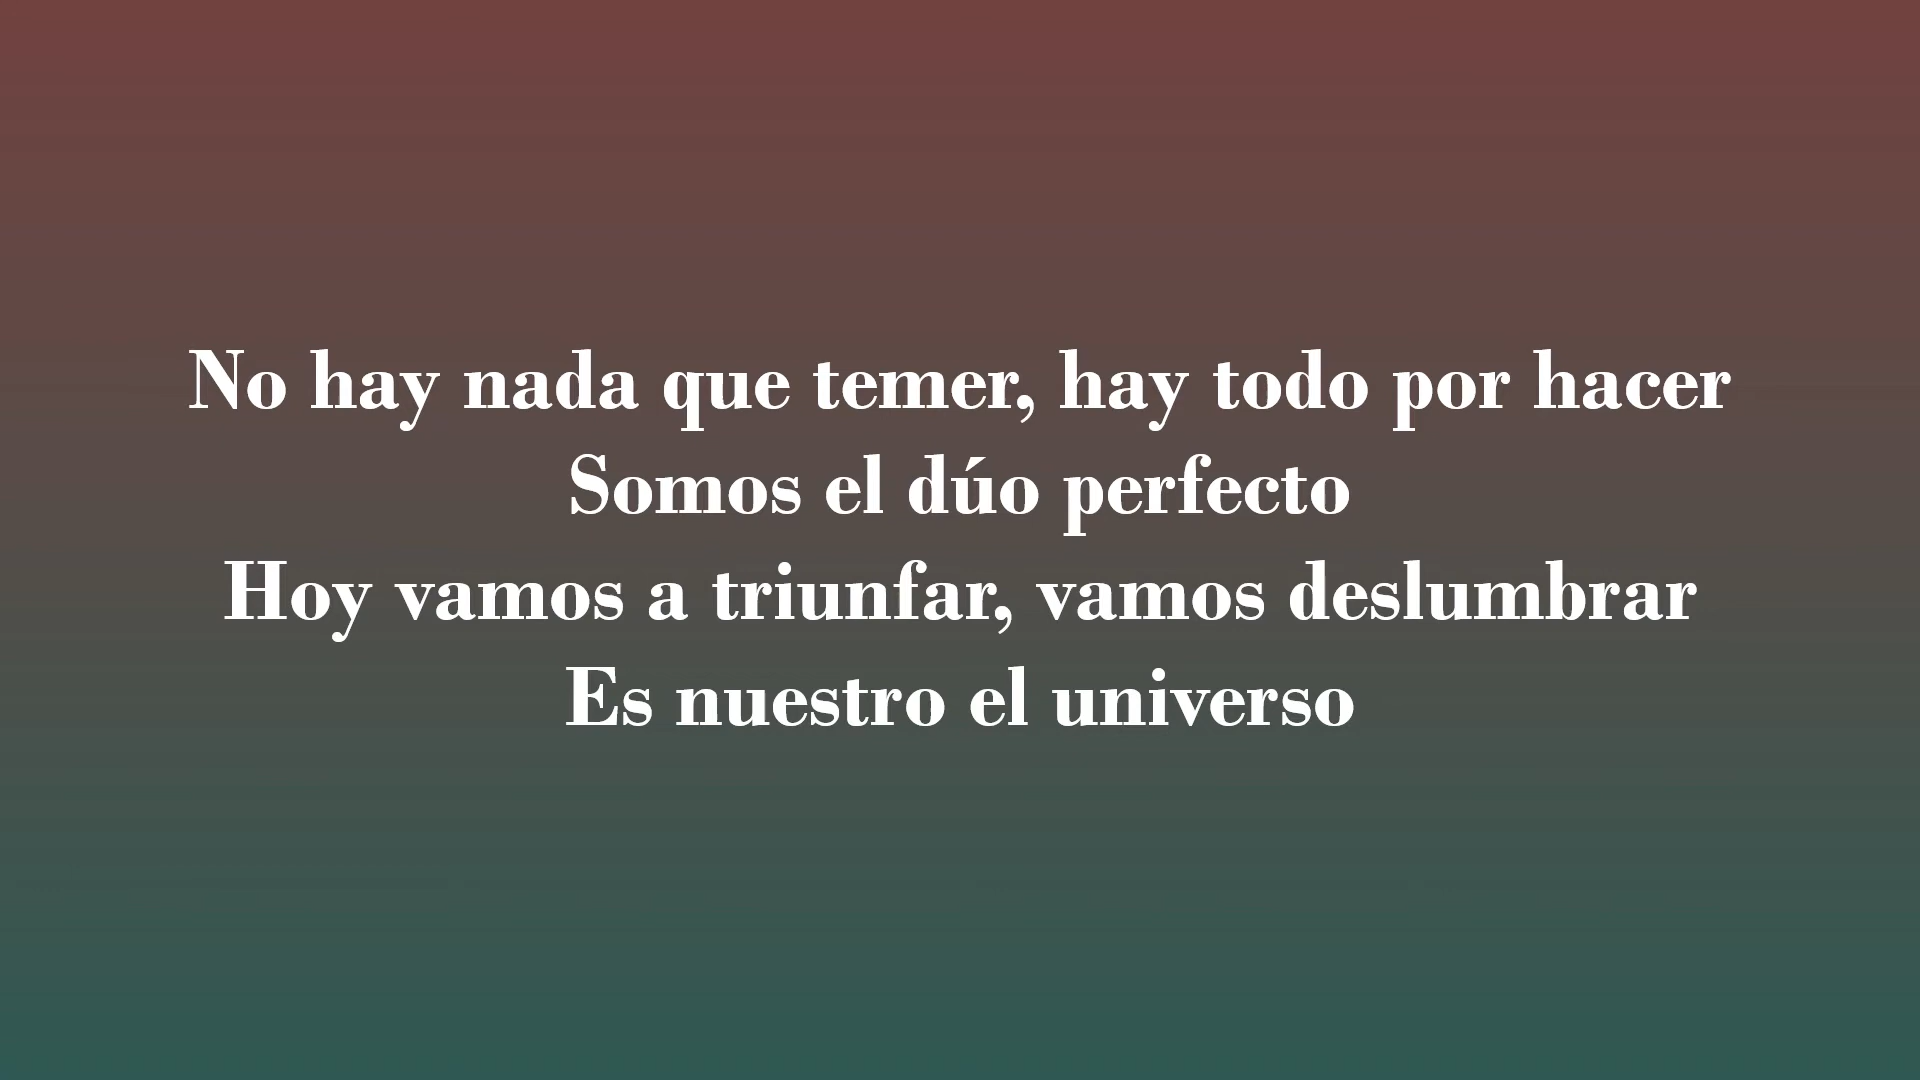 No hay nada que temer, hay todo por hacer
Somos el dúo perfecto
Hoy vamos a triunfar, vamos deslumbrar
Es nuestro el universo